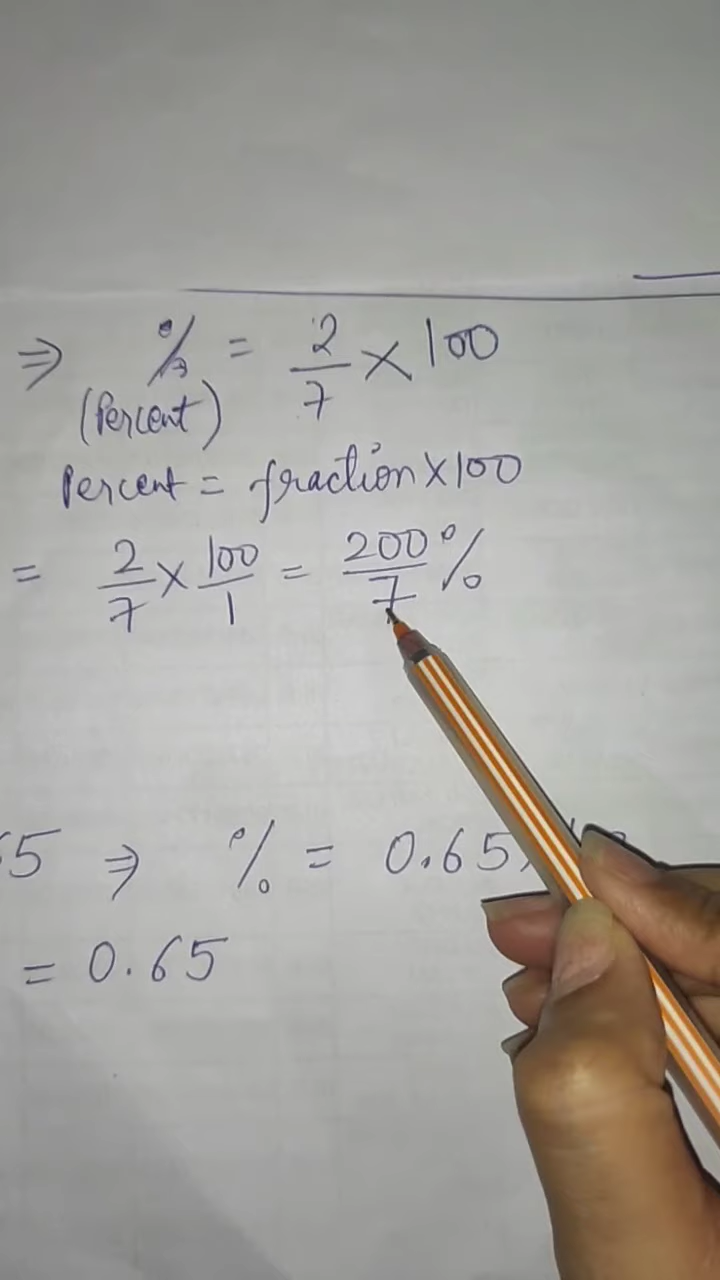 ⇒ % = 2/7 × 100
(Percent)
Percent = fraction × 100
= 2/7 × 100/1 = 200/7 %
5 ⇒ % = 0.65
= 0.65